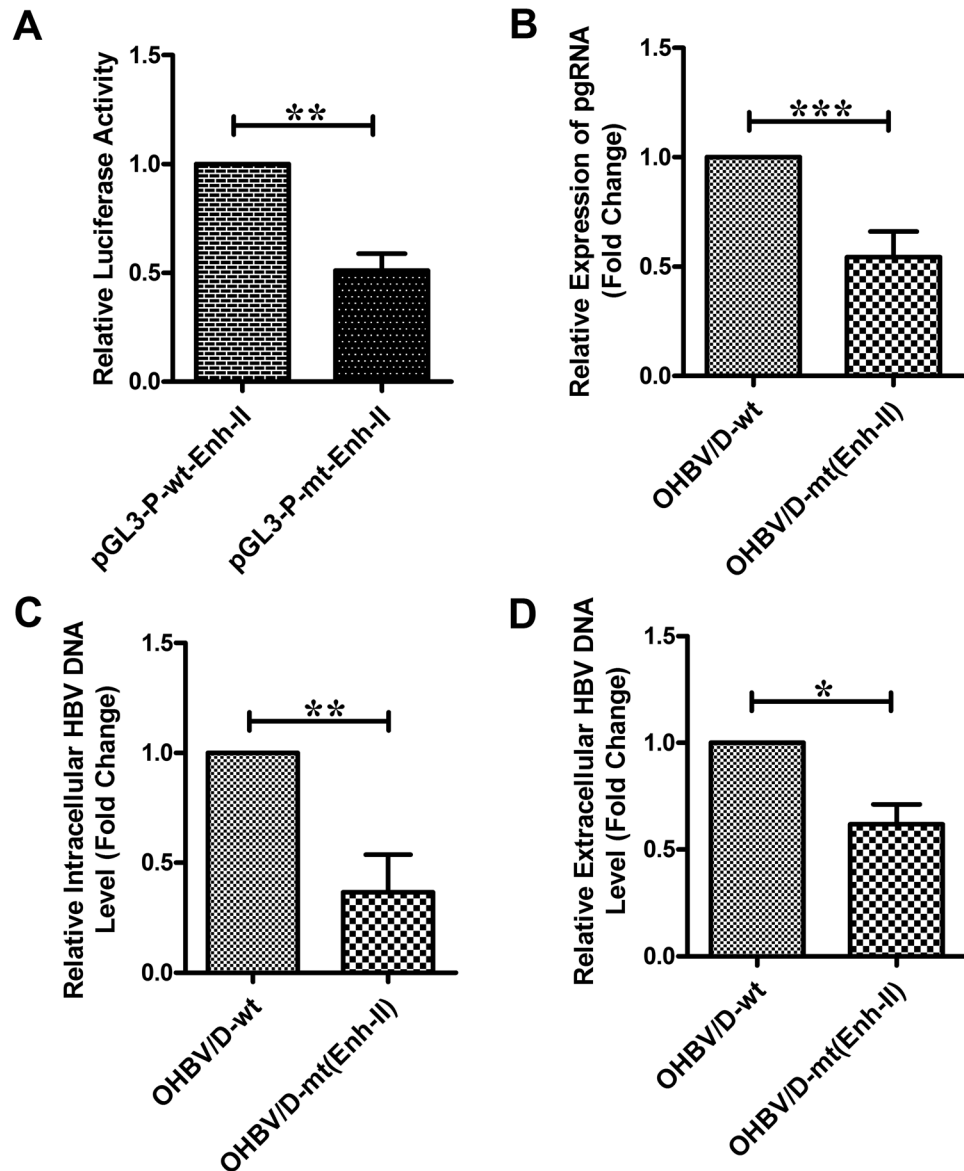 A
Relative Luciferase Activity
1.5
1.0
0.5
0.0
**
pGL3-P-wt-Enh-II
pGL3-P-mt-Enh-II
B
Relative Expression of pgRNA
(Fold Change)
1.5
1.0
0.5
0.0
***
OHBV/D-wt
OHBV/D-mt(Enh-II)
C
Relative Intracellular HBV DNA
Level (Fold Change)
1.5
1.0
0.5
0.0
**
OHBV/D-wt
OHBV/D-mt(Enh-II)
D
Relative Extracellular HBV DNA
Level (Fold Change)
1.5
1.0
0.5
0.0
*
OHBV/D-wt
OHBV/D-mt(Enh-II)